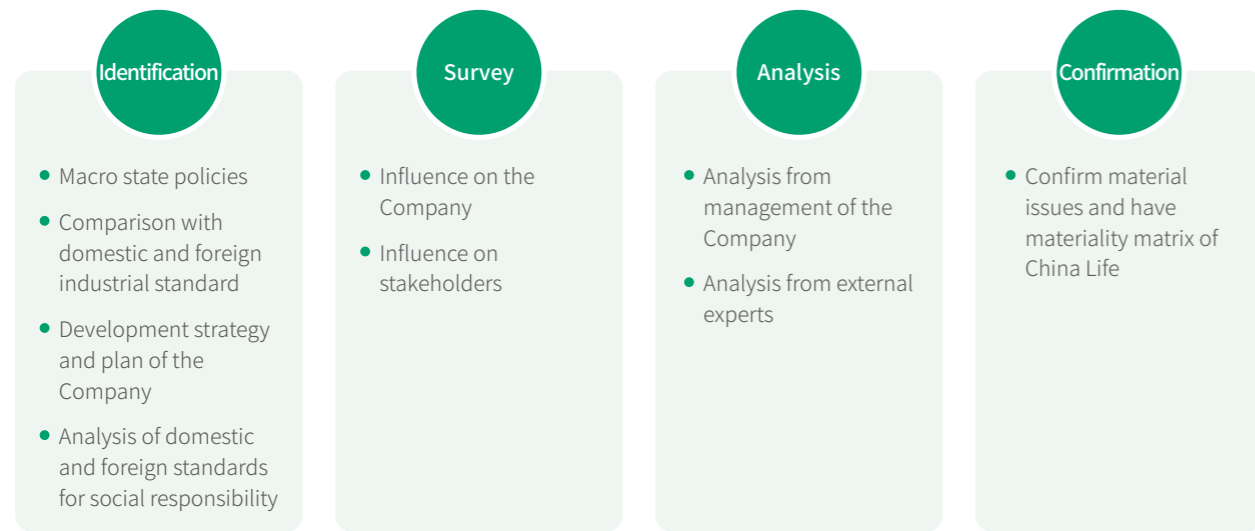 Identification
Macro state policies
Comparison with
domestic and foreign
industrial standard
Development strategy
and plan of the
Company
Analysis of domestic
and foreign standards
for social responsibility
Survey
Influence on the
Company
Influence on
stakeholders
Analysis
Analysis from
management of the
Company
Analysis from external
experts
Confirmation
Confirm material
issues and have
materiality matrix of
China Life